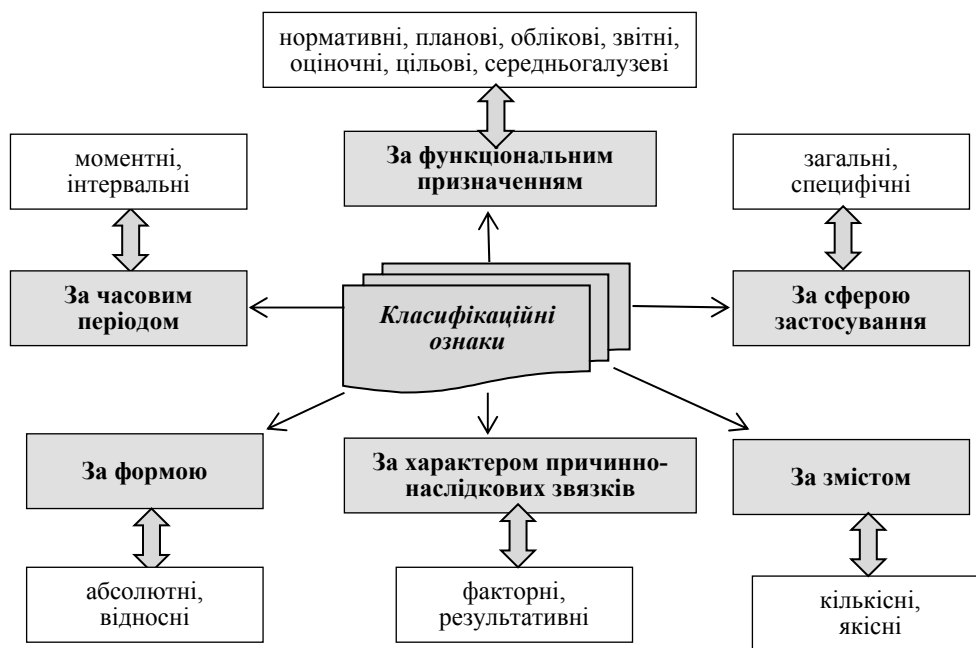 нормативні, планові, облікові, звітні,
оціночні, цільові, середньогалузеві
моментні,
інтервальні
За функціональним
призначенням
загальні,
специфічні
За часовим
періодом
Класифікаційні
ознаки
За сферою
застосування
За формою
За характером причинно-
наслідкових звязків
За змістом
абсолютні,
відносні
факторні,
результативні
кількісні,
якісні